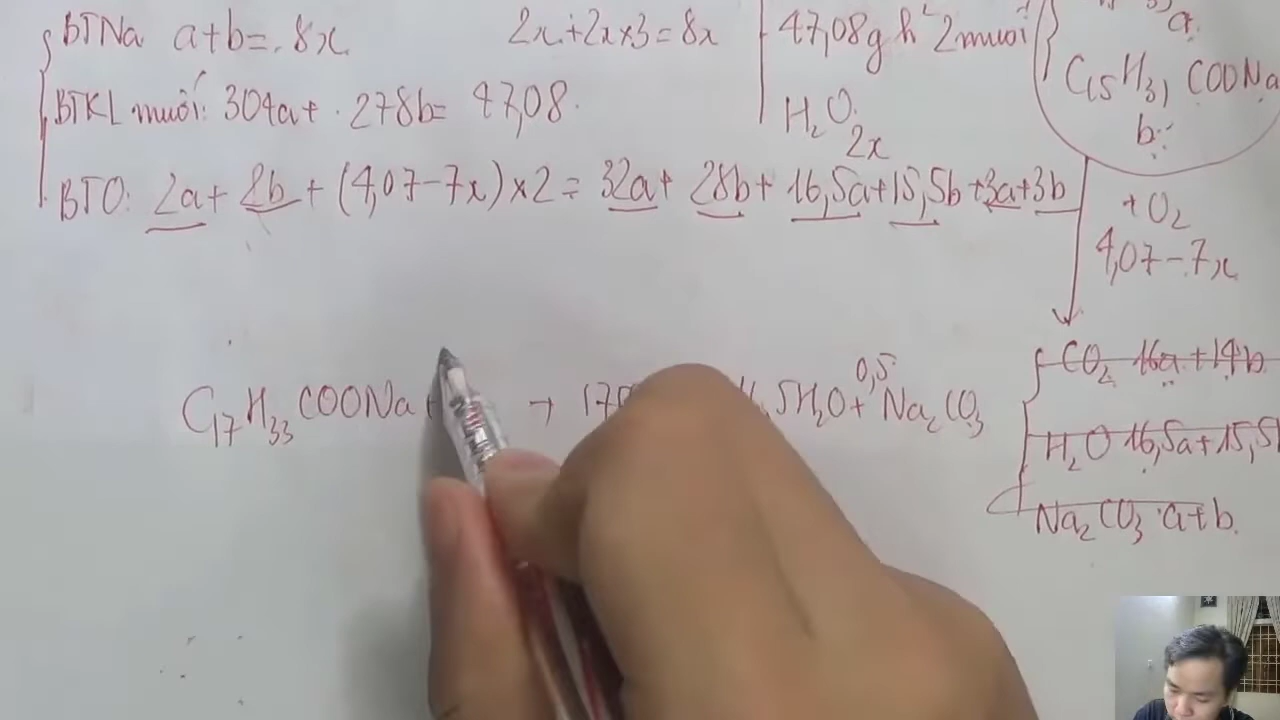 BTNa a+b = 8x
2x+2x×3 = 8x
BTKL muối: 304a + 278b = 47,08
BTO: 2a + 2b + (4,07-7x)×2 = 32a + 28b + 16,5a+15,5b +3a+3b
47,08g h² 2muối
H₂O
2x
a
C₁₅H₃₁COONa
b
+O₂
4,07-7x
CO₂ 16a+14b
H₂O 16,5a+15,5
Na₂CO₃ a+b
C₁₇H₃₃COONa + → 5H₂O + 0,5 Na₂CO₃